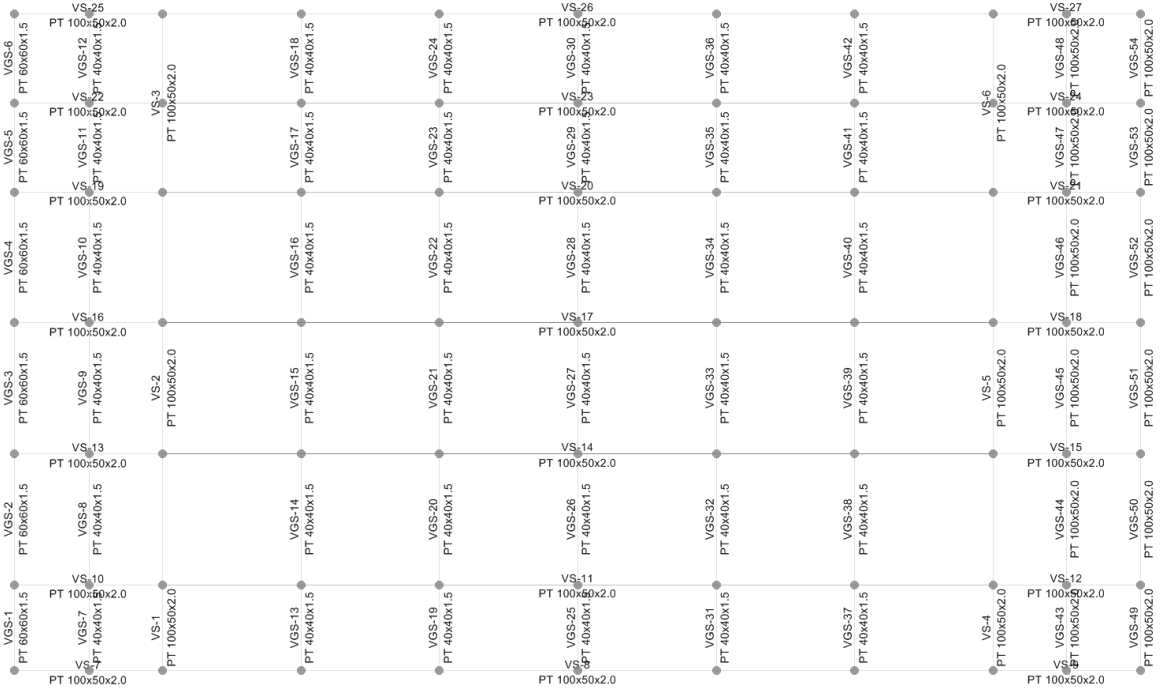 VS-25
PT 100x50x2.0
VS-26
PT 100x50x2.0
VS-27
PT 100x50x2.0
VGS-6
PT 60x60x1.5
VGS-12
PT 40x40x1.5
VS-3
PT 100x50x2.0
VGS-18
PT 40x40x1.5
VGS-24
PT 40x40x1.5
VGS-30
PT 40x40x1.5
VGS-36
PT 40x40x1.5
VGS-42
PT 40x40x1.5
VS-6
PT 100x50x2.0
VGS-48
PT 100x50x2.0
VGS-54
PT 100x50x2.0
VS-22
PT 100x50x2.0
VS-23
PT 100x50x2.0
VS-24
PT 100x50x2.0
VGS-5
PT 60x60x1.5
VGS-11
PT 40x40x1.5
VGS-17
PT 40x40x1.5
VGS-23
PT 40x40x1.5
VGS-29
PT 40x40x1.5
VGS-35
PT 40x40x1.5
VGS-41
PT 40x40x1.5
VGS-47
PT 100x50x2.0
VGS-53
PT 100x50x2.0
VS-19
PT 100x50x2.0
VS-20
PT 100x50x2.0
VS-21
PT 100x50x2.0
VGS-4
PT 60x60x1.5
VGS-10
PT 40x40x1.5
VGS-16
PT 40x40x1.5
VGS-22
PT 40x40x1.5
VGS-28
PT 40x40x1.5
VGS-34
PT 40x40x1.5
VGS-40
PT 40x40x1.5
VGS-46
PT 100x50x2.0
VGS-52
PT 100x50x2.0
VS-16
PT 100x50x2.0
VS-17
PT 100x50x2.0
VS-18
PT 100x50x2.0
VGS-3
PT 60x60x1.5
VGS-9
PT 40x40x1.5
VS-2
PT 100x50x2.0
VGS-15
PT 40x40x1.5
VGS-21
PT 40x40x1.5
VGS-27
PT 40x40x1.5
VGS-33
PT 40x40x1.5
VGS-39
PT 40x40x1.5
VS-5
PT 100x50x2.0
VGS-45
PT 100x50x2.0
VGS-51
PT 100x50x2.0
VS-13
PT 100x50x2.0
VS-14
PT 100x50x2.0
VS-15
PT 100x50x2.0
VGS-2
PT 60x60x1.5
VGS-8
PT 40x40x1.5
VGS-14
PT 40x40x1.5
VGS-20
PT 40x40x1.5
VGS-26
PT 40x40x1.5
VGS-32
PT 40x40x1.5
VGS-38
PT 40x40x1.5
VGS-44
PT 100x50x2.0
VGS-50
PT 100x50x2.0
VS-10
PT 100x50x2.0
VS-11
PT 100x50x2.0
VS-12
PT 100x50x2.0
VGS-1
PT 60x60x1.5
VGS-7
PT 40x40x1.5
VS-1
PT 100x50x2.0
VGS-13
PT 40x40x1.5
VGS-19
PT 40x40x1.5
VGS-25
PT 40x40x1.5
VGS-31
PT 40x40x1.5
VGS-37
PT 40x40x1.5
VS-4
PT 100x50x2.0
VGS-43
PT 100x50x2.0
VGS-49
PT 100x50x2.0
VS-7
PT 100x50x2.0
VS-8
PT 100x50x2.0
VS-9
PT 100x50x2.0